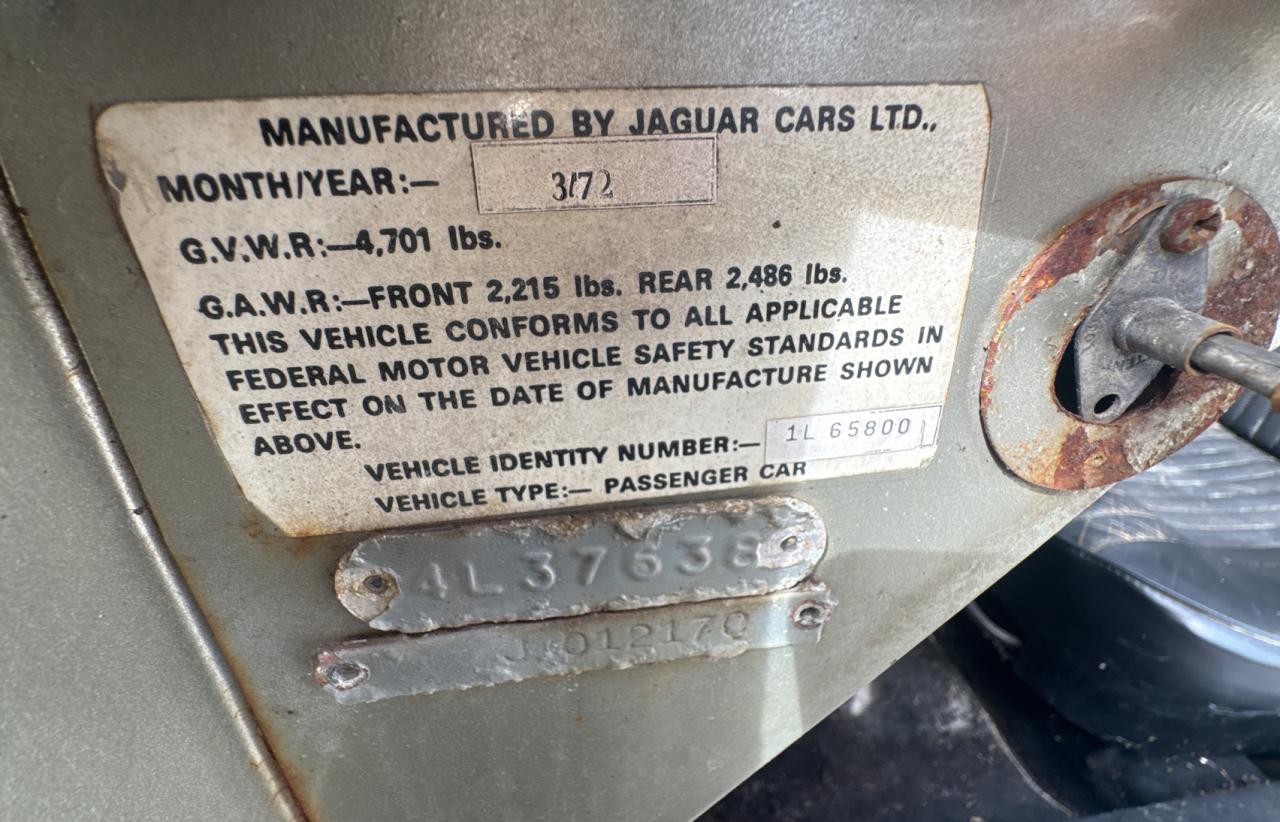 MANUFACTURED BY JAGUAR CARS LTD.,
MONTH/YEAR:— 3/72
G.V.W.R:—4,701 lbs.
G.A.W.R:—FRONT 2,215 lbs. REAR 2,486 lbs.
THIS VEHICLE CONFORMS TO ALL APPLICABLE
FEDERAL MOTOR VEHICLE SAFETY STANDARDS IN
EFFECT ON THE DATE OF MANUFACTURE SHOWN
ABOVE.
VEHICLE IDENTITY NUMBER:— 1L 65800
VEHICLE TYPE:— PASSENGER CAR
4L37638